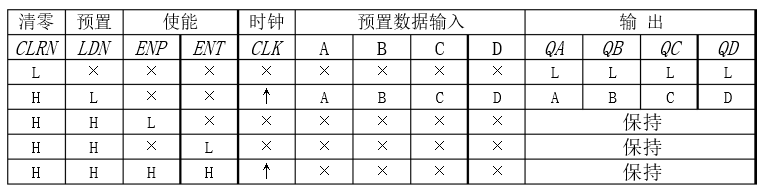 清零 预置 使能 时钟 预置数据输入 输 出
CLRN LDN ENP ENT CLK A B C D QA QB QC QD
L × × × × × × × × L L L L
H L × × ↑ A B C D A B C D
H H L × × × × × × 保持
H H × L × × × × × 保持
H H H H ↑ × × × × 保持